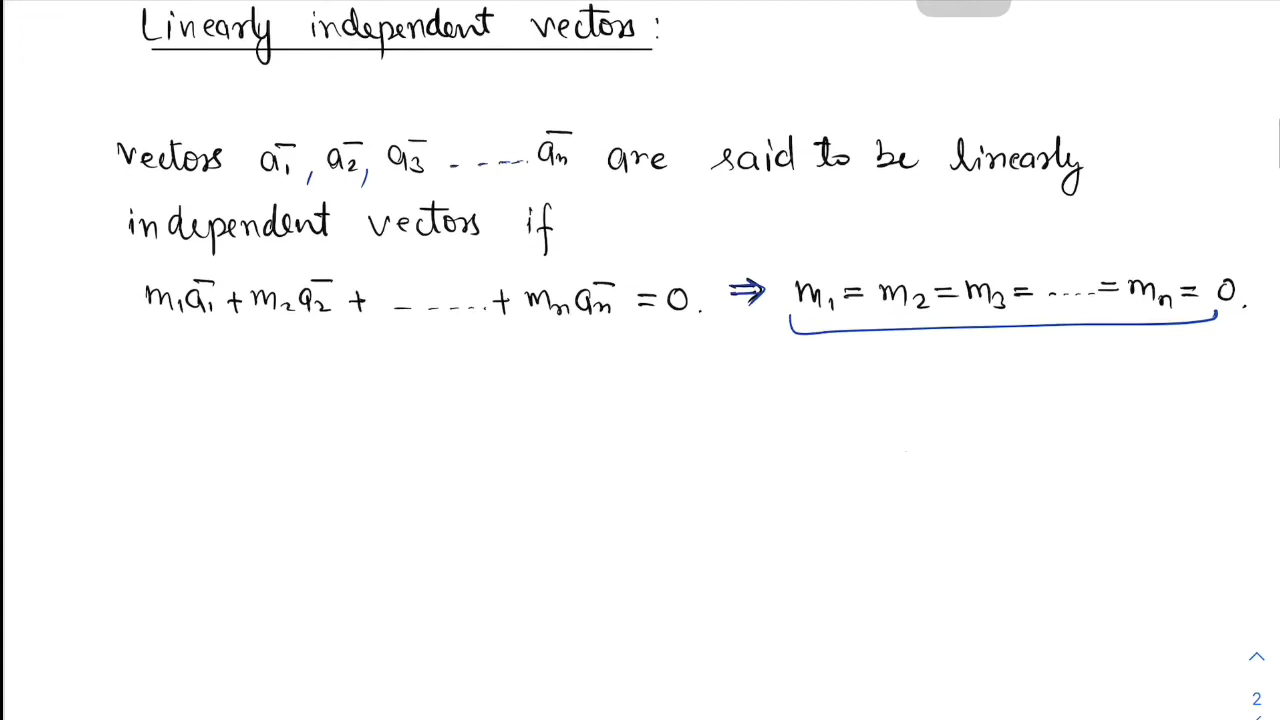 Linearly independent vectors :
vectors a̅₁, a̅₂, a̅₃ ------ a̅ₙ are said to be linearly
independent vectors if
m₁a̅₁ + m₂a̅₂ + ------ + mₙa̅ₙ = 0. ⇒ m₁ = m₂ = m₃ = ..... = mₙ = 0.
2